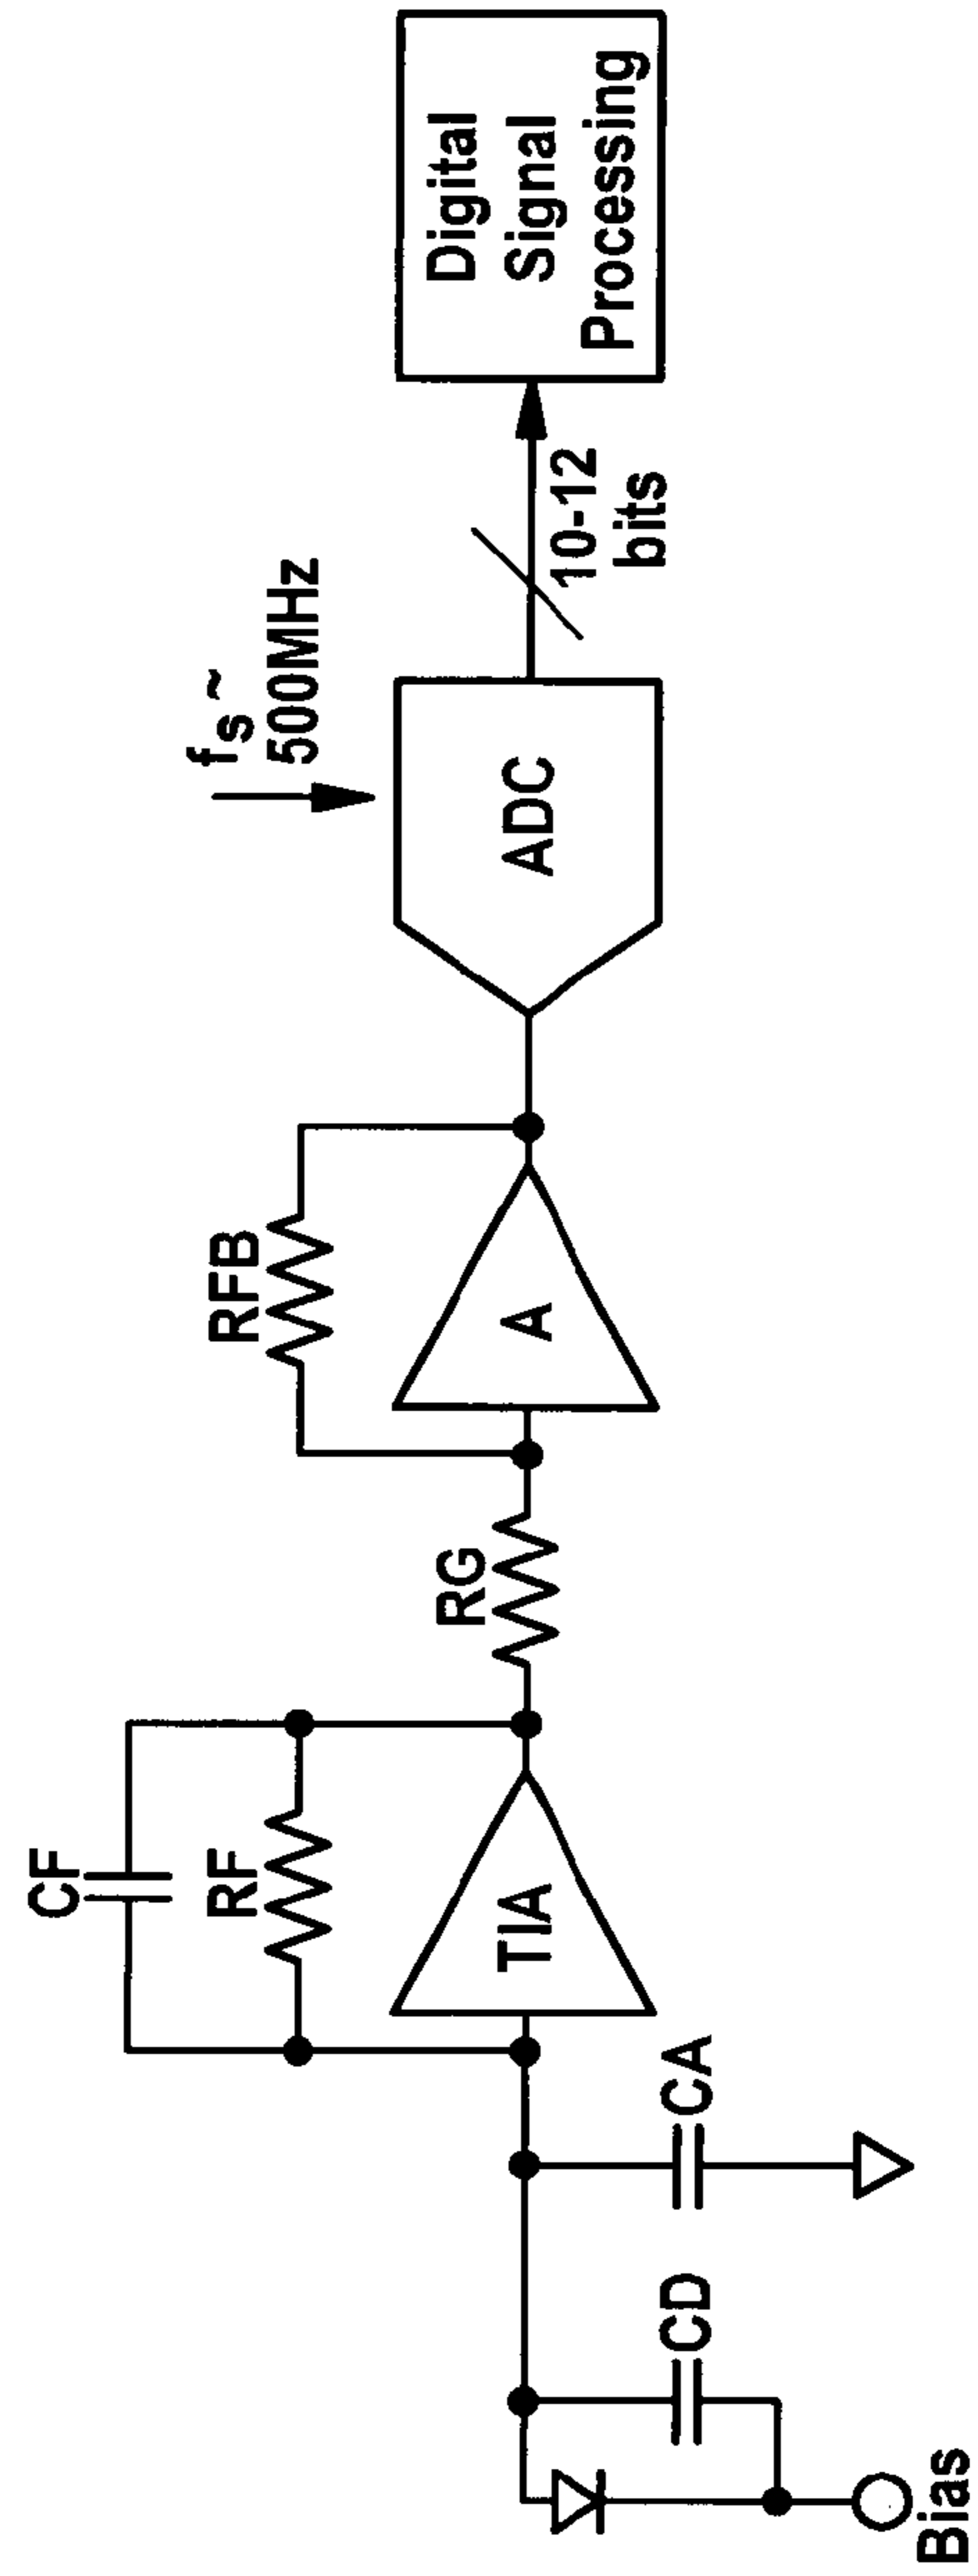 Bias
CD
CA
CF
RF
TIA
RG
RFB
A
fs ~
500MHz
ADC
10-12
bits
Digital
Signal
Processing